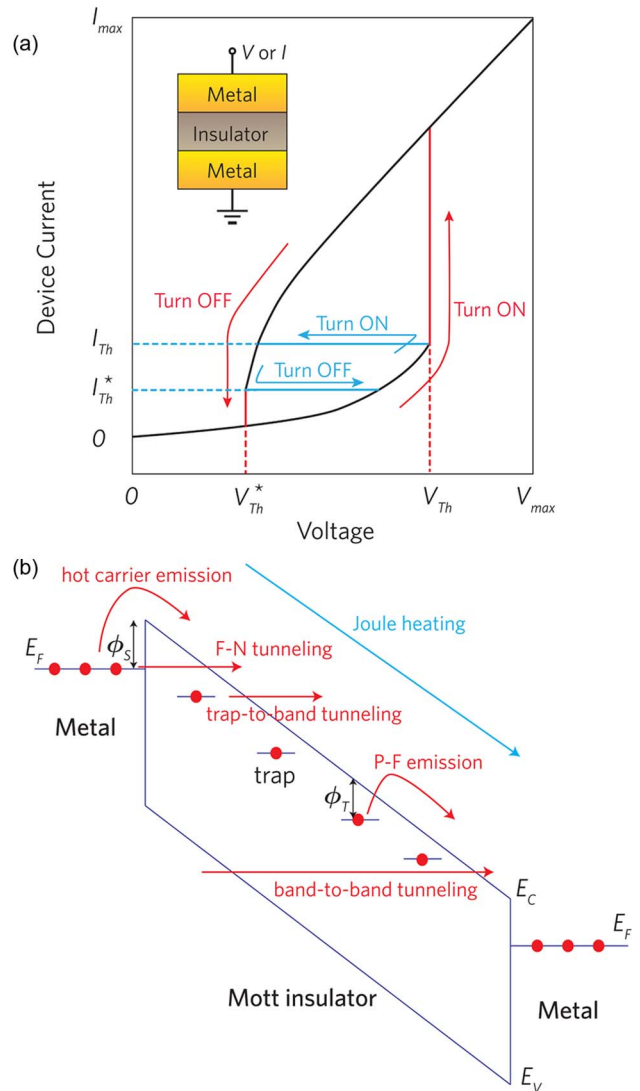 (a)
I_max
V or I
Metal
Insulator
Metal
Device Current
Turn OFF
Turn ON
Turn ON
I_Th
Turn OFF
I_Th*
0
0
V_Th*
V_Th
V_max
Voltage
(b)
hot carrier emission
Joule heating
E_F
ϕ_S
F-N tunneling
Metal
trap-to-band tunneling
trap
P-F emission
ϕ_T
band-to-band tunneling
E_C
E_F
Mott insulator
Metal
E_V